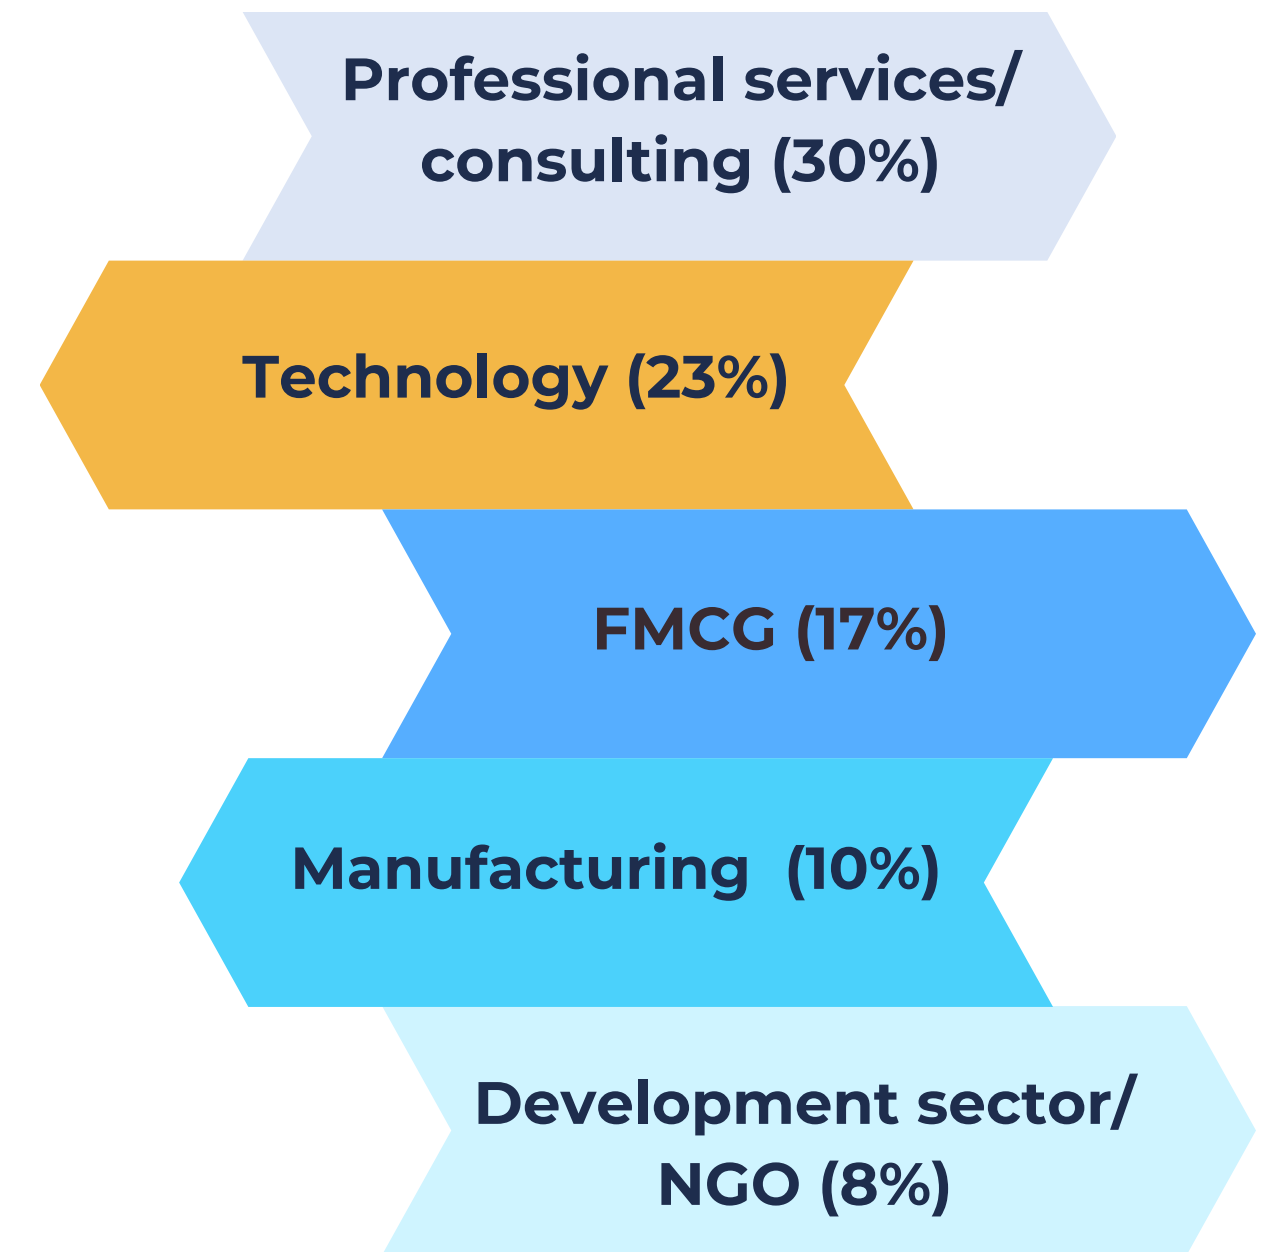 Professional services/
consulting (30%)
Technology (23%)
FMCG (17%)
Manufacturing  (10%)
Development sector/
NGO (8%)